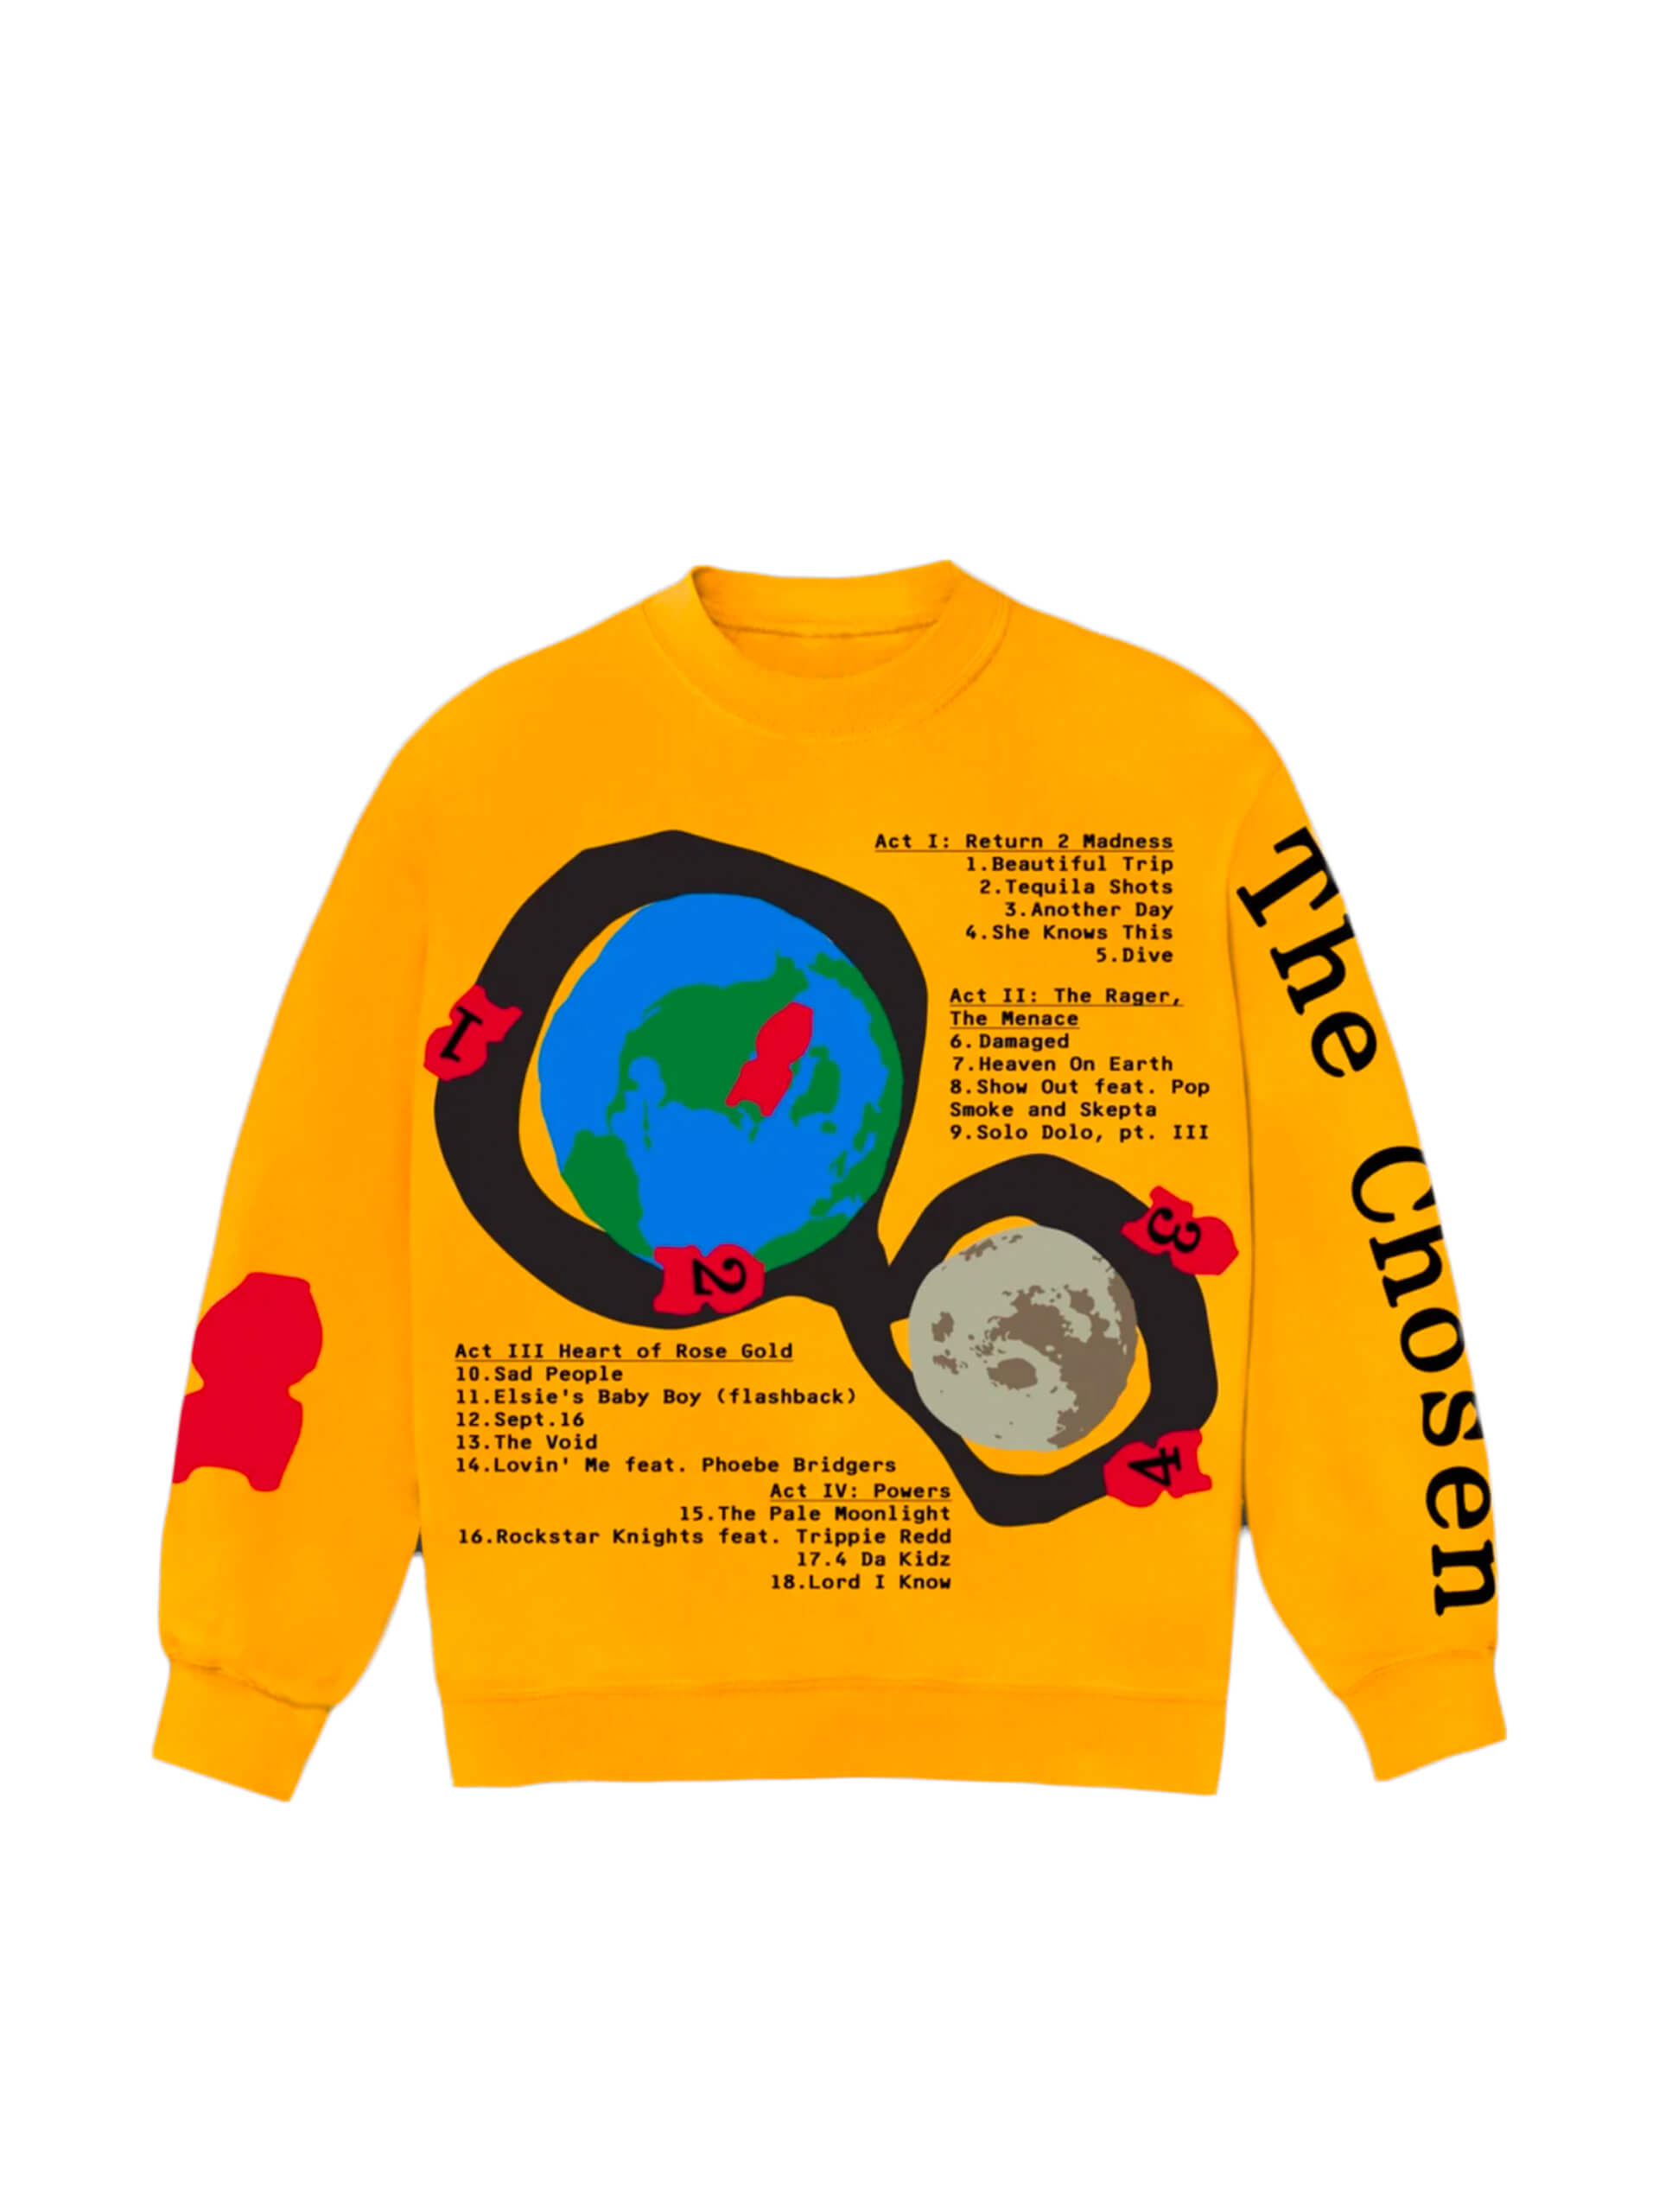 Act I: Return 2 Madness
1.Beautiful Trip
2.Tequila Shots
3.Another Day
4.She Knows This
5.Dive
Act II: The Rager,
The Menace
6.Damaged
7.Heaven On Earth
8.Show Out feat. Pop
Smoke and Skepta
9.Solo Dolo, pt. III
1
2
3
4
Act III Heart of Rose Gold
10.Sad People
11.Elsie's Baby Boy (flashback)
12.Sept.16
13.The Void
14.Lovin' Me feat. Phoebe Bridgers
Act IV: Powers
15.The Pale Moonlight
16.Rockstar Knights feat. Trippie Redd
17.4 Da Kidz
18.Lord I Know
The Chosen